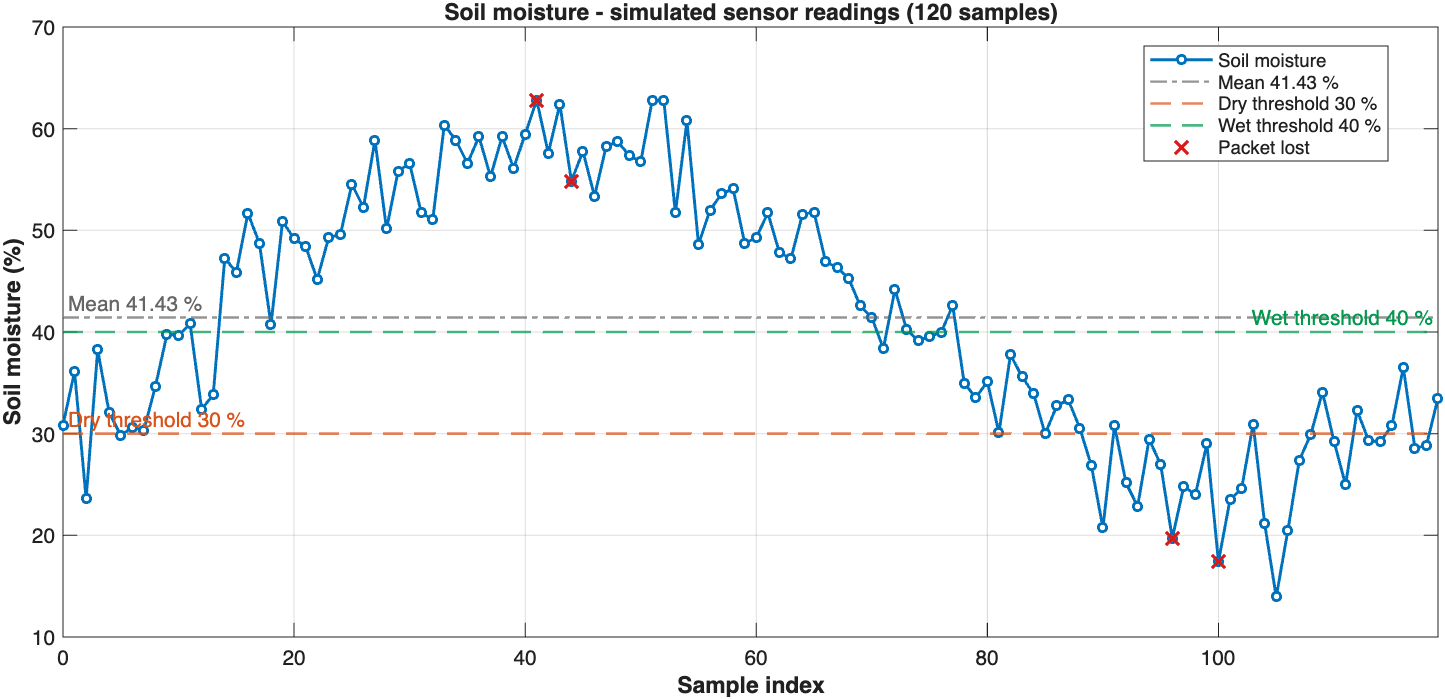 Soil moisture - simulated sensor readings (120 samples)
70
60
50
40
30
20
10
Soil moisture (%)
Soil moisture
Mean 41.43 %
Dry threshold 30 %
Wet threshold 40 %
Packet lost
Mean 41.43 %
Wet threshold 40 %
Dry threshold 30 %
0 20 40 60 80 100
Sample index